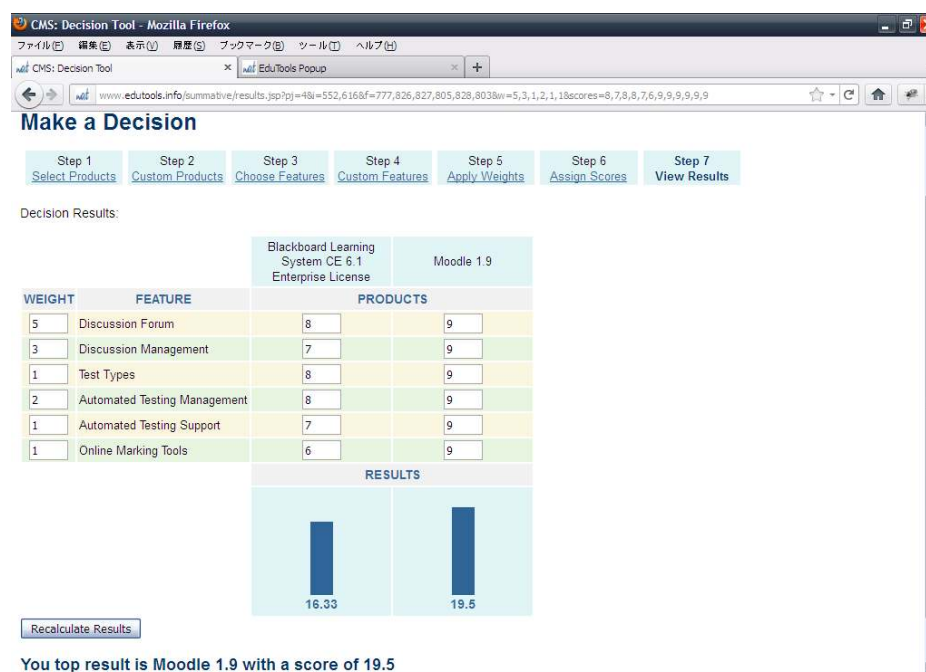 CMS: Decision Tool - Mozilla Firefox
ファイル(F) 編集(E) 表示(V) 履歴(S) ブックマーク(B) ツール(T) ヘルプ(H)
CMS: Decision Tool × EduTools Popup × +
www.edutools.info/summative/results.jsp?pj=4&i=552,616&f=777,826,827,805,828,803&w=5,3,1,2,1,1&scores=8,7,8,8,7,6,9,9,9,9,9,9
Make a Decision
Step 1 Step 2 Step 3 Step 4 Step 5 Step 6 Step 7
Select Products Custom Products Choose Features Custom Features Apply Weights Assign Scores View Results
Decision Results:
Blackboard Learning
System CE 6.1 Moodle 1.9
Enterprise License
WEIGHT FEATURE PRODUCTS
5 Discussion Forum 8 9
3 Discussion Management 7 9
1 Test Types 8 9
2 Automated Testing Management 8 9
1 Automated Testing Support 7 9
1 Online Marking Tools 6 9
RESULTS
16.33 19.5
Recalculate Results
You top result is Moodle 1.9 with a score of 19.5